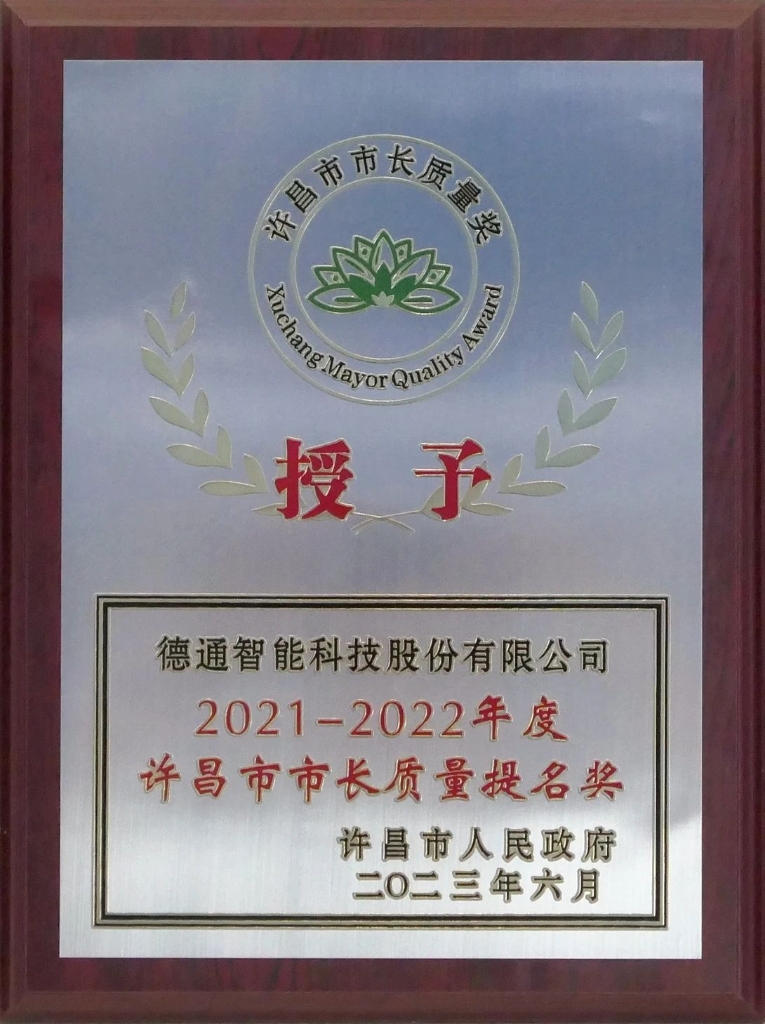 许昌市市长质量奖
Xuchang Mayor Quality Award
授予
德通智能科技股份有限公司
2021-2022年度
许昌市市长质量提名奖
许昌市人民政府
二〇二三年六月